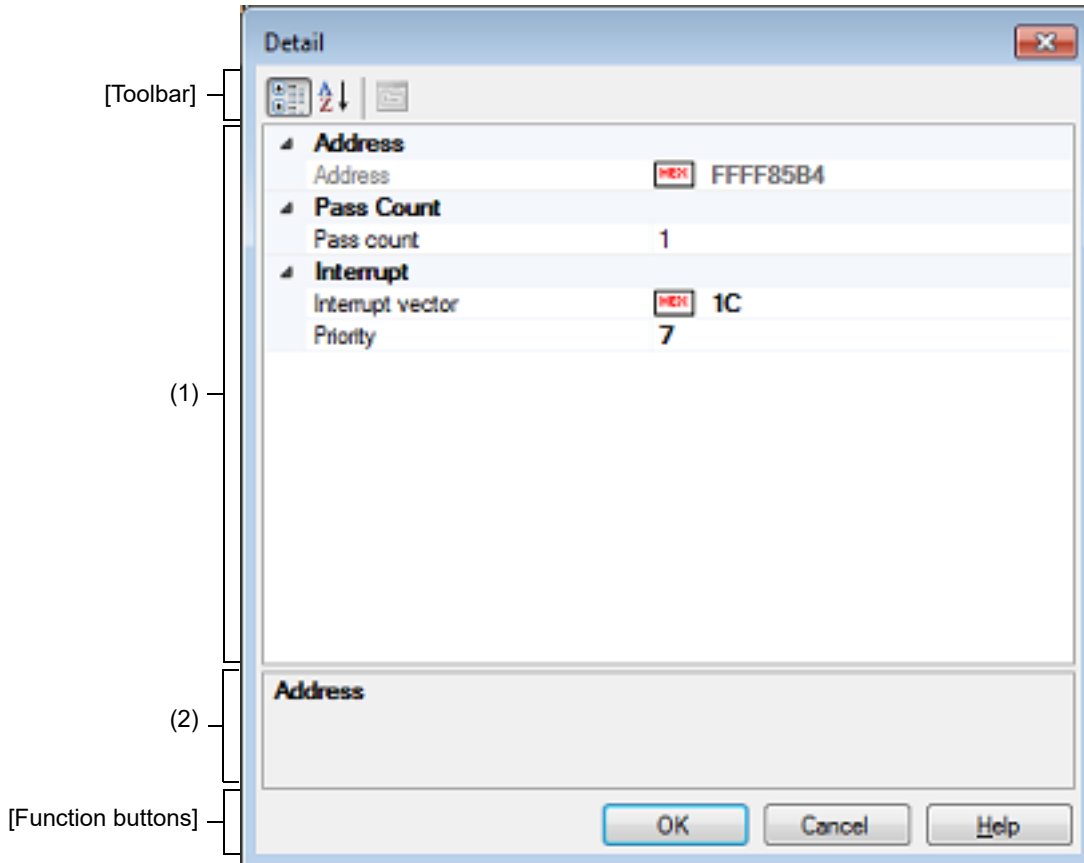 Detail
[Toolbar]
A
Z
Address
Address HEX FFFF85B4
Pass Count
Pass count 1
Interrupt
Interrupt vector HEX 1C
Priority 7
(1)
Address
(2)
[Function buttons]
OK Cancel Help